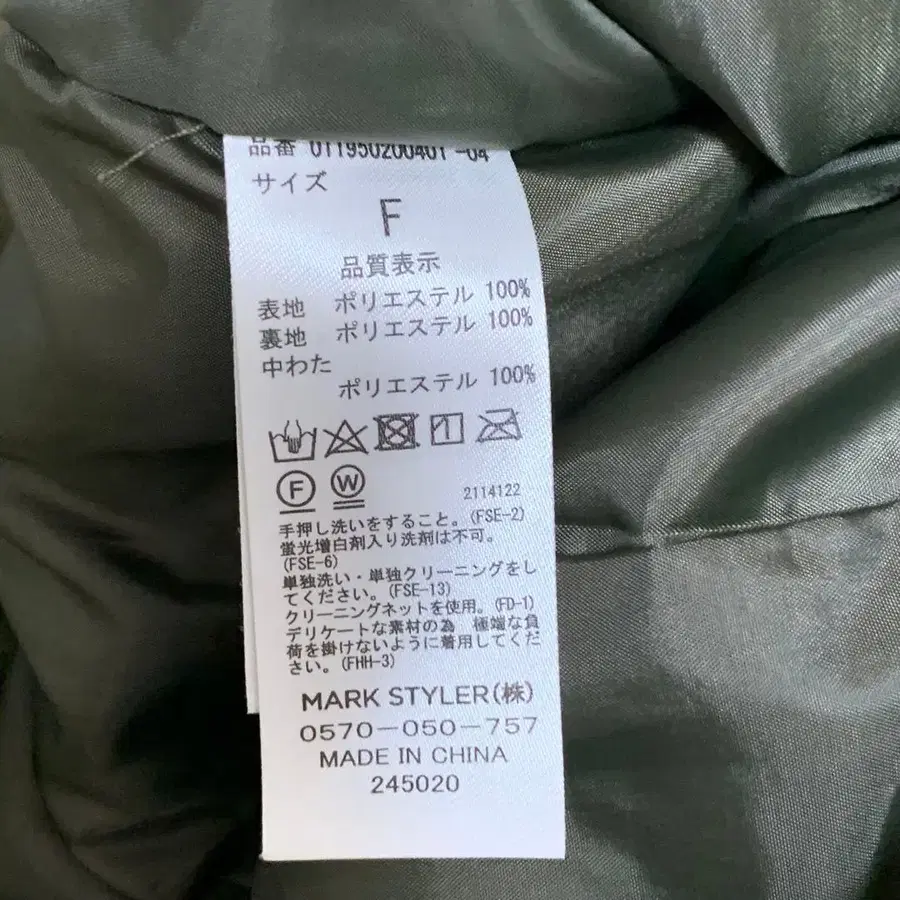 品番 011950200401 -04
サイズ
F
品質表示
表地 ポリエステル 100%
裏地 ポリエステル 100%
中わた
ポリエステル 100%
F W
2114122
手押し洗いをすること。(FSE-2)
蛍光増白剤入り洗剤は不可。
(FSE-6)
単独洗い・単独クリーニングをし
てください。(FSE-13)
クリーニングネットを使用。(FD-1)
デリケートな素材の為 極端な負
荷を掛けないように着用してくだ
さい。(FHH-3)
MARK STYLER(株)
0570-050-757
MADE IN CHINA
245020